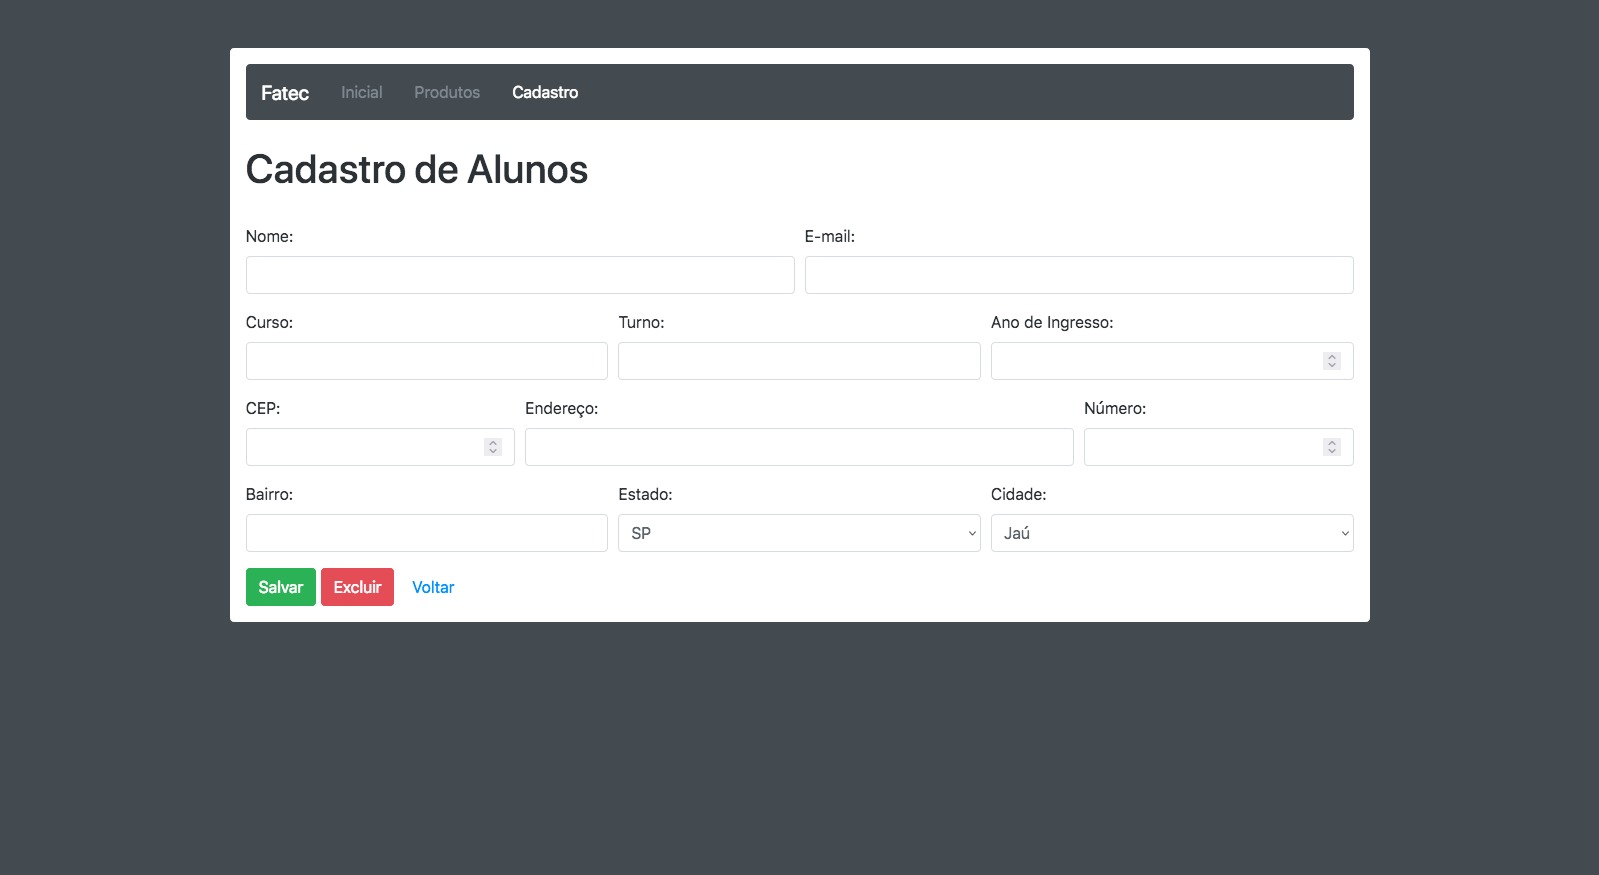 Fatec Inicial Produtos Cadastro
Cadastro de Alunos
Nome: E-mail:
Curso: Turno: Ano de Ingresso:
CEP: Endereço: Número:
Bairro: Estado: Cidade:
SP Jaú
Salvar Excluir Voltar